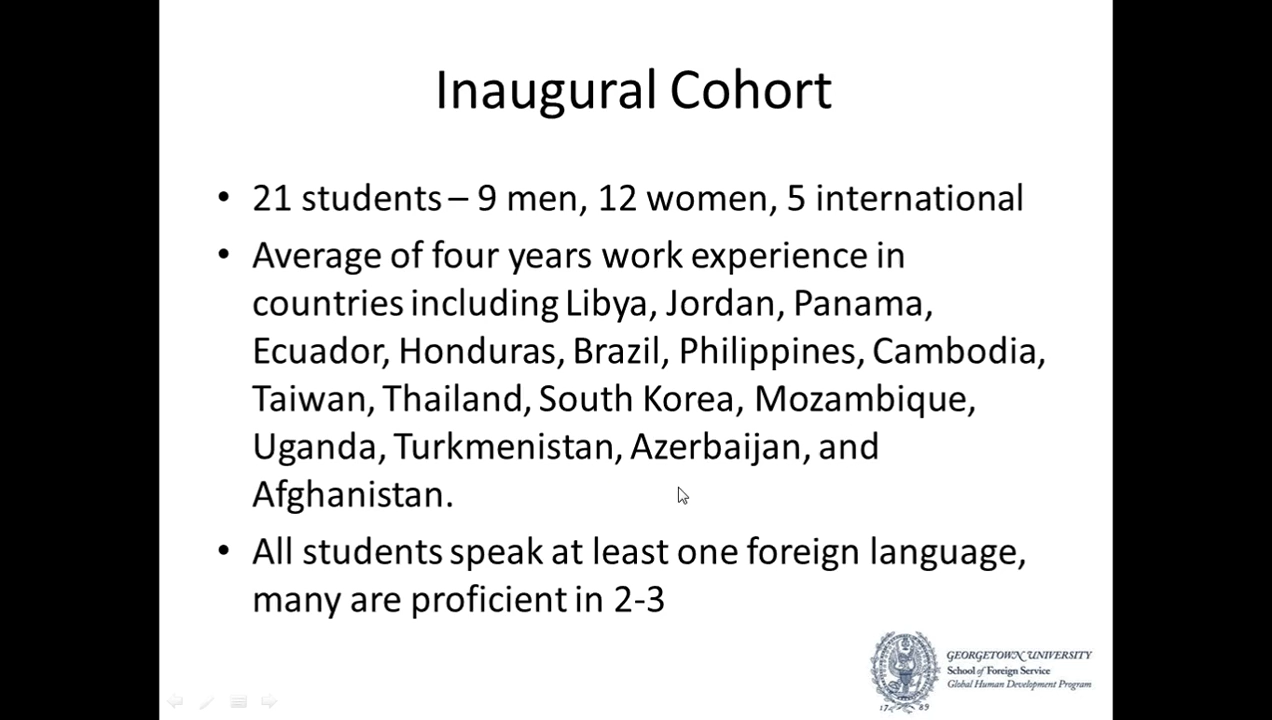 Inaugural Cohort
• 21 students – 9 men, 12 women, 5 international
• Average of four years work experience in
countries including Libya, Jordan, Panama,
Ecuador, Honduras, Brazil, Philippines, Cambodia,
Taiwan, Thailand, South Korea, Mozambique,
Uganda, Turkmenistan, Azerbaijan, and
Afghanistan.
• All students speak at least one foreign language,
many are proficient in 2-3
GEORGETOWN UNIVERSITY
School of Foreign Service
Global Human Development Program
17 89